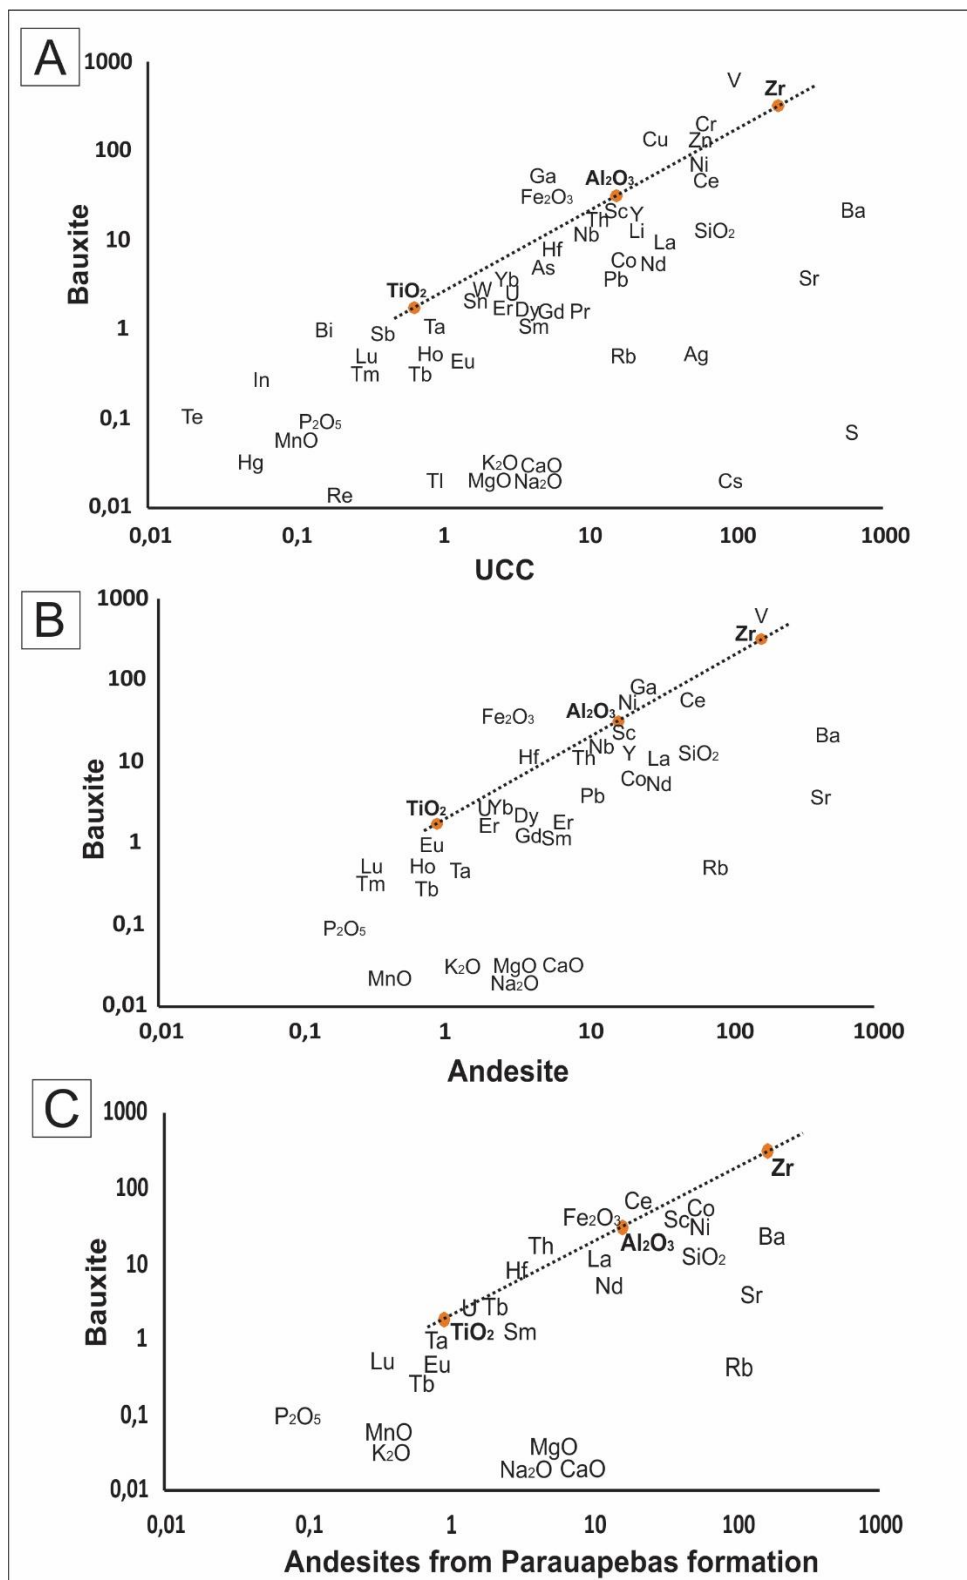 A
1000
V
Zr
Cr
100
Cu
Zn
Ni
Ga
Al₂O₃
Ce
Fe₂O₃
Sc
Y
Ba
Th
Bauxite
10
Nb
Li
SiO₂
Hf
La
As
Co
Nd
Yb
Pb
Sr
TiO₂
W
U
Sn
Er
Dy
Gd
Pr
1
Bi
Sb
Ta
Sm
Lu
Ho
Eu
Rb
Ag
In
Tm
Tb
0,1
Te
P₂O₅
MnO
S
Hg
K₂O
CaO
Re
Tl
MgO
Na₂O
Cs
0,01
0,01
0,1
1
10
100
1000
UCC
B
1000
V
Zr
100
Ga
Ni
Ce
Fe₂O₃
Al₂O₃
Sc
Ba
Bauxite
10
Hf
Th
Nb
Y
La
SiO₂
Co
Nd
Pb
Sr
TiO₂
U
Yb
Dy
Er
Er
1
Eu
Gd
Sm
Lu
Ho
Ta
Rb
Tm
Tb
0,1
P₂O₅
MnO
K₂O
MgO
CaO
Na₂O
0,01
0,01
0,1
1
10
100
1000
Andesite
C
1000
Zr
100
Ce
Fe₂O₃
Co
Sc
Ni
Al₂O₃
Ba
Th
Bauxite
10
Hf
La
SiO₂
Nd
Sr
U
Tb
TiO₂
Sm
1
Ta
Lu
Eu
Rb
Tb
0,1
P₂O₅
MnO
K₂O
MgO
Na₂O
CaO
0,01
0,01
0,1
1
10
100
1000
Andesites from Parauapebas formation